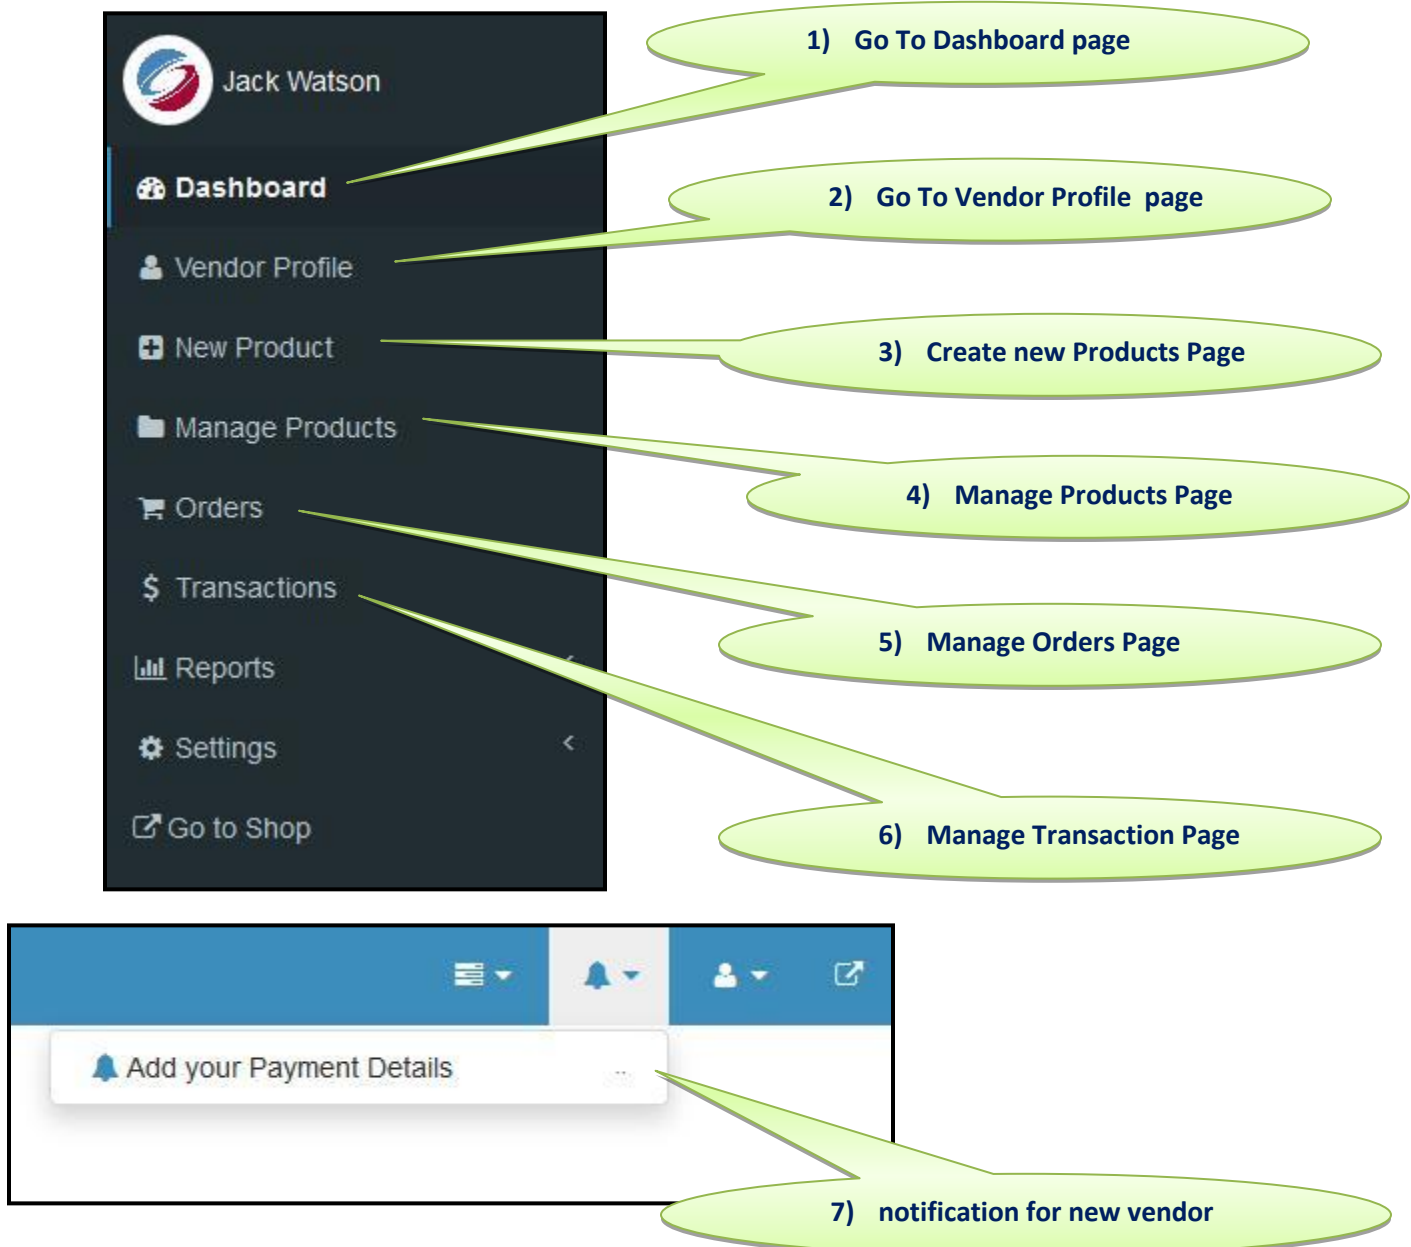 Jack Watson
1) Go To Dashboard page
Dashboard
2) Go To Vendor Profile page
Vendor Profile
New Product
3) Create new Products Page
Manage Products
4) Manage Products Page
Orders
$ Transactions
5) Manage Orders Page
Reports
Settings
Go to Shop
6) Manage Transaction Page
Add your Payment Details ..
7) notification for new vendor